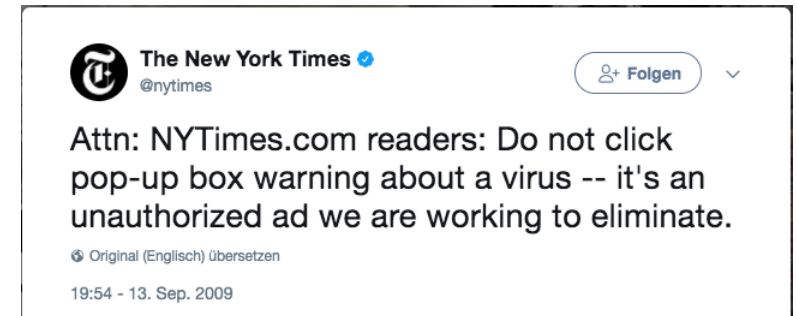 The New York Times
@nytimes
Folgen
Attn: NYTimes.com readers: Do not click
pop-up box warning about a virus -- it's an
unauthorized ad we are working to eliminate.
Original (Englisch) übersetzen
19:54 - 13. Sep. 2009